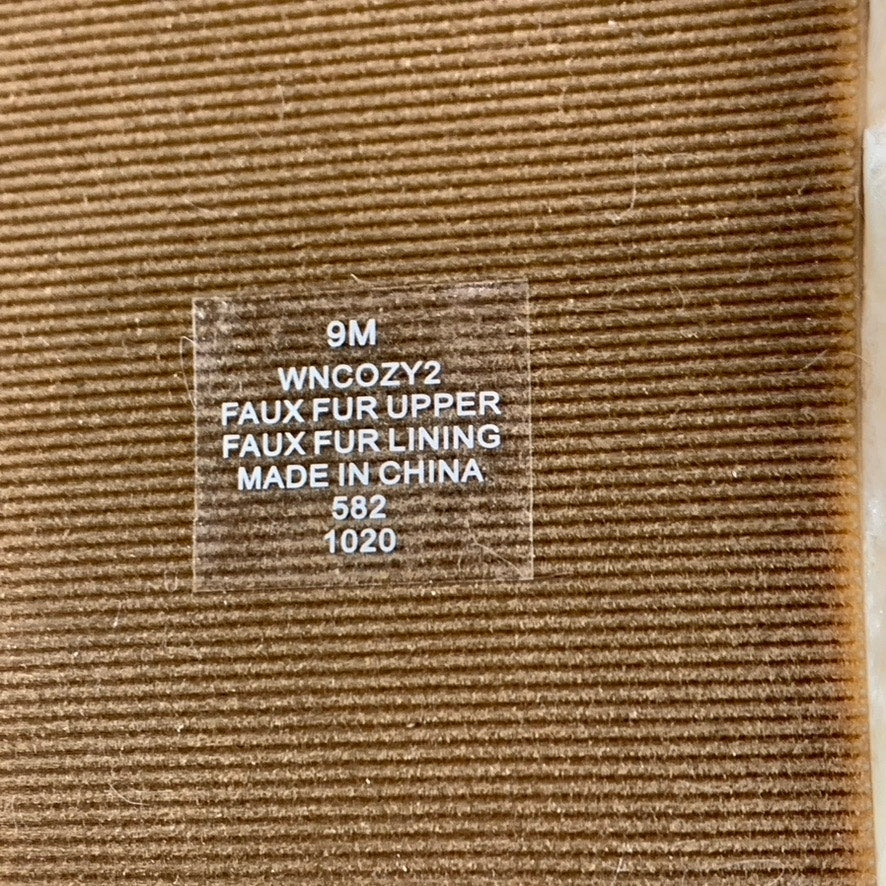 9M
WNCOZY2
FAUX FUR UPPER
FAUX FUR LINING
MADE IN CHINA
582
1020